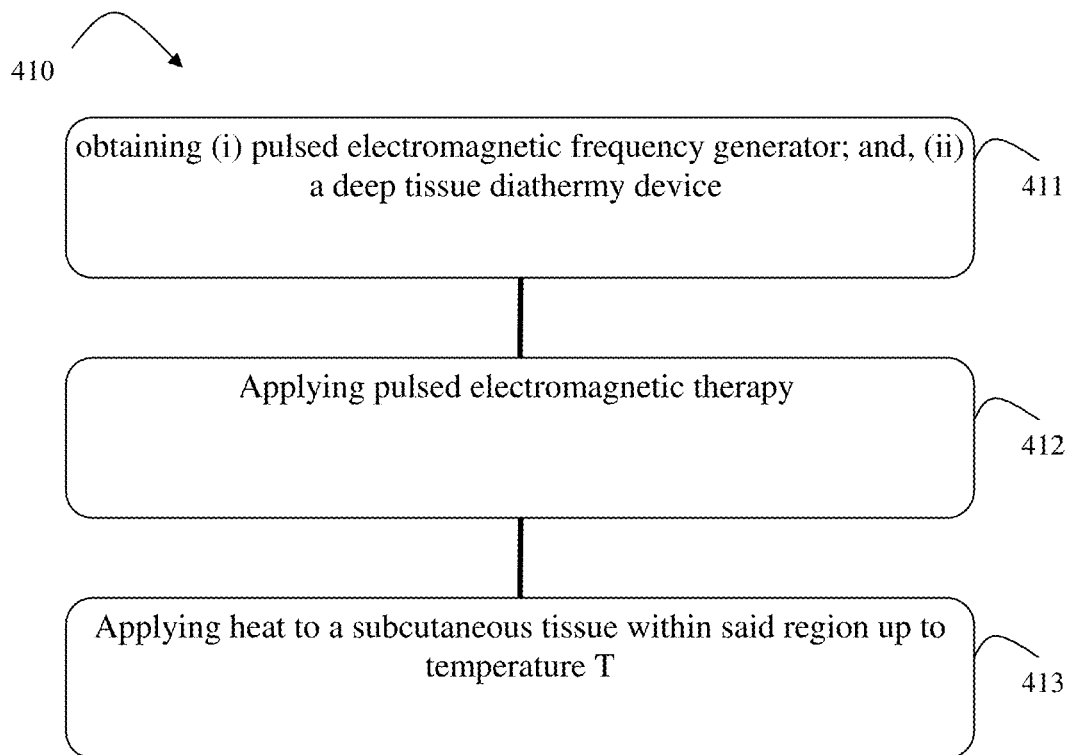 410
obtaining (i) pulsed electromagnetic frequency generator; and, (ii)
a deep tissue diathermy device
411
Applying pulsed electromagnetic therapy
412
Applying heat to a subcutaneous tissue within said region up to
temperature T
413